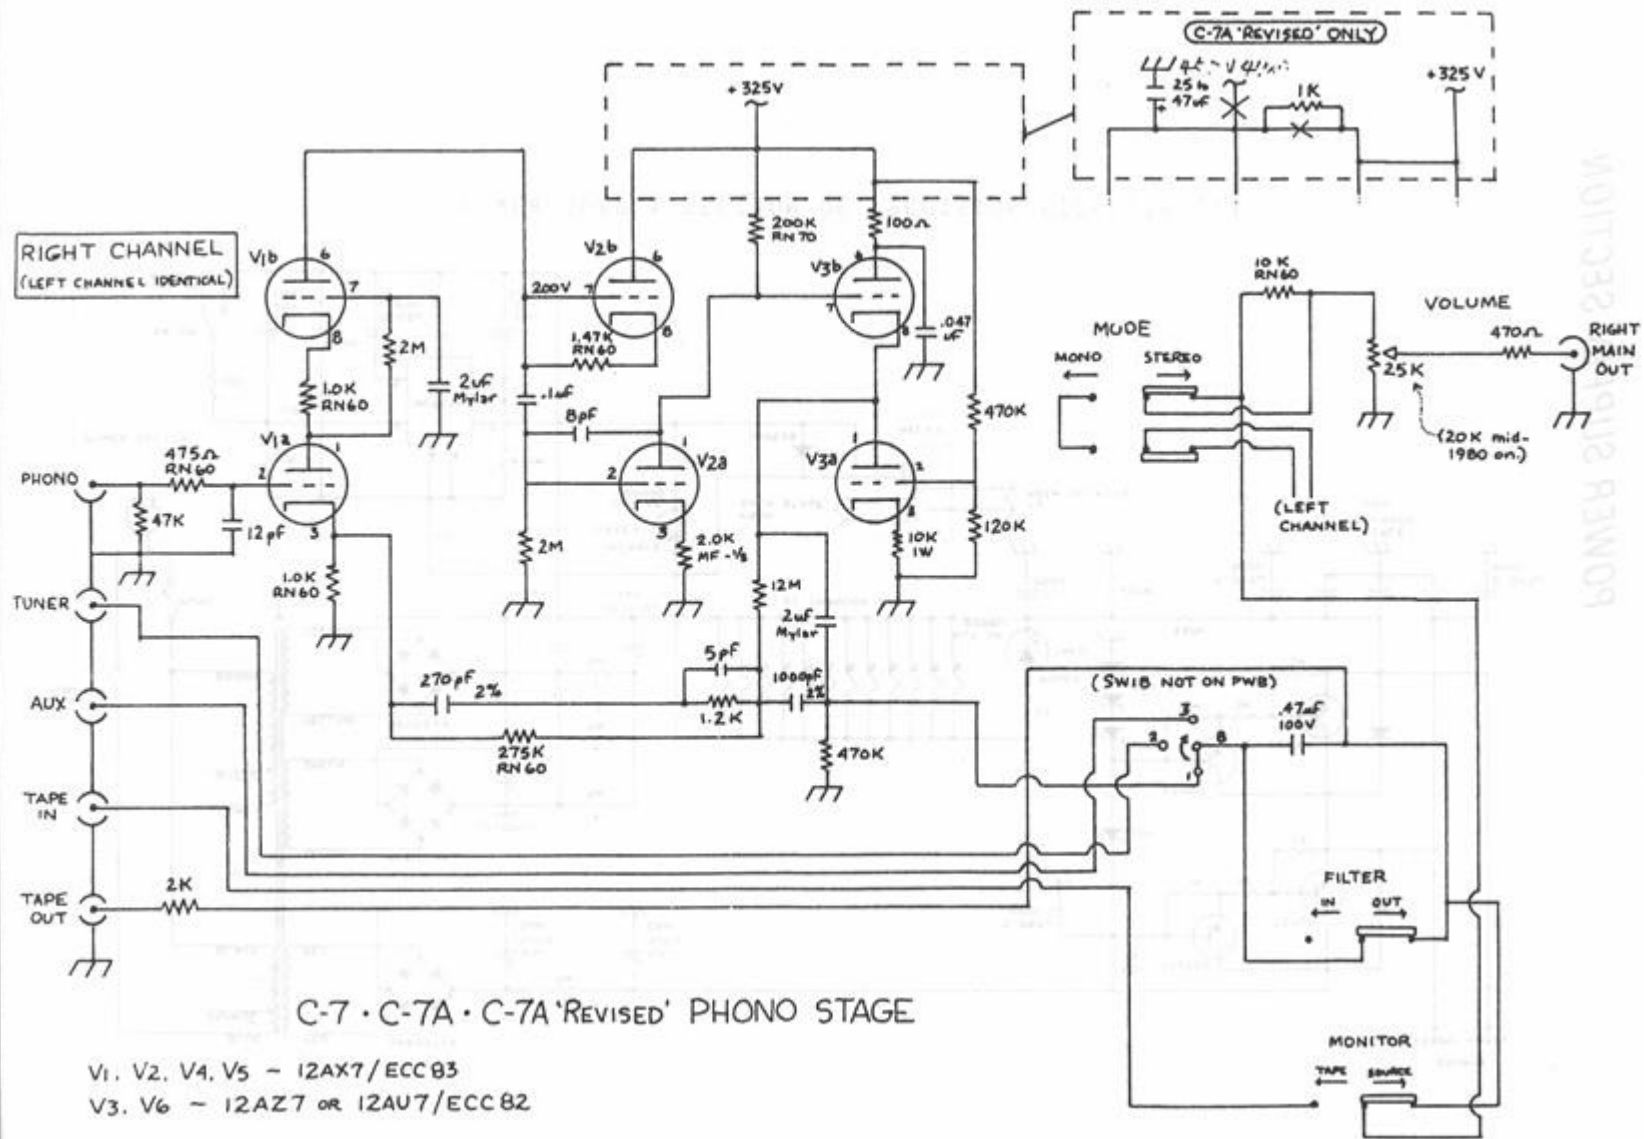 C-7A 'REVISED' ONLY
25 to
47uF
1K
+325V
+325V
RIGHT CHANNEL
(LEFT CHANNEL IDENTICAL)
V1b
6
7
8
2M
1.0K
RN60
2uF
Mylar
200V
V2b
6
7
8
1.47K
RN60
.1uF
8pF
200K
RN70
100Ω
V3b
6
7
8
.047
uF
470K
10K
RN60
MODE
MONO
STEREO
VOLUME
25K
470Ω
RIGHT
MAIN
OUT
(20K mid-
1980 on.)
(LEFT
CHANNEL)
PHONO
475Ω
RN60
47K
12pF
V1a
1
2
3
1.0K
RN60
2M
V2a
1
2
3
2.0K
MF-½
V3a
1
2
10K
1W
120K
TUNER
12M
2uF
Mylar
5pF
1.2K
1000pF
2%
270pF
2%
275K
RN60
470K
(SW1B NOT ON PWB)
3
2
1
8
.47uF
100V
AUX
TAPE
IN
TAPE
OUT
2K
FILTER
IN
OUT
MONITOR
TAPE
SOURCE
C-7 · C-7A · C-7A 'REVISED' PHONO STAGE
V1, V2, V4, V5 ~ 12AX7/ECC83
V3, V6 ~ 12AZ7 OR 12AU7/ECC82
POWER SUPPLY SECTION